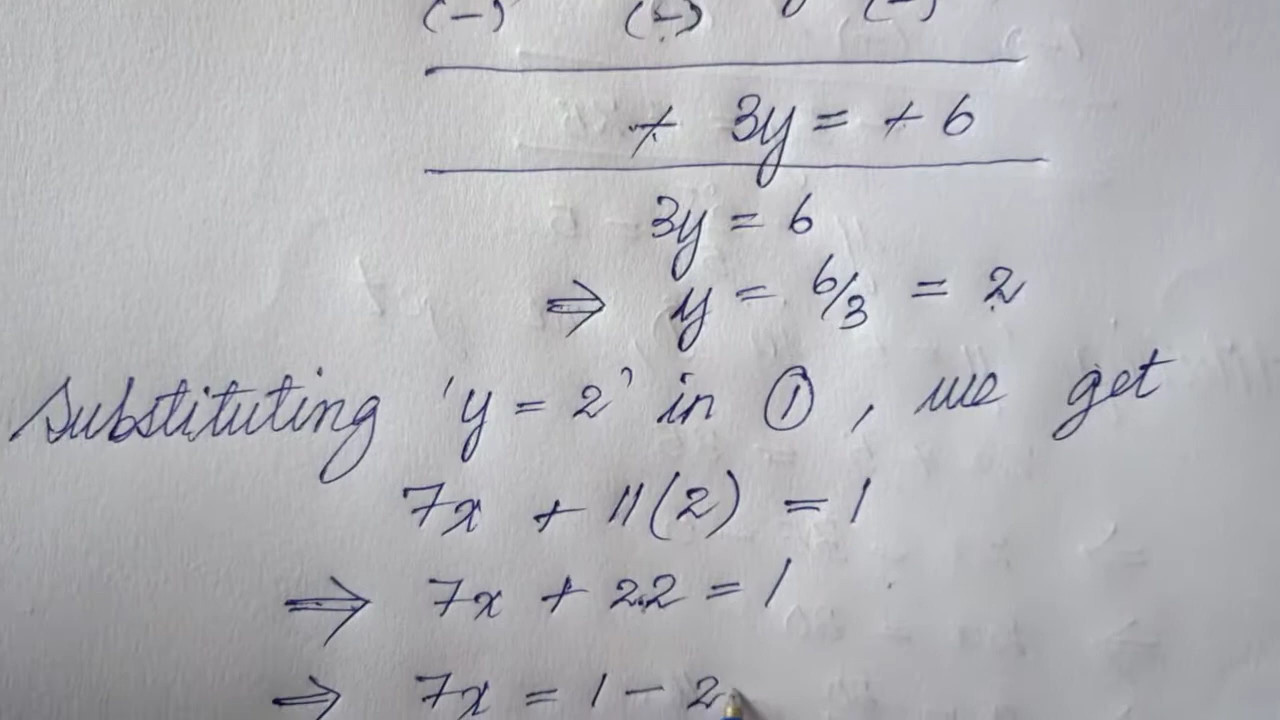 (-) (-) (-)
+ 3y = + 6
3y = 6
⇒ y = 6/3 = 2
Substituting 'y = 2' in ①, we get
7x + 11(2) = 1
⇒ 7x + 22 = 1
⇒ 7x = 1 - 2